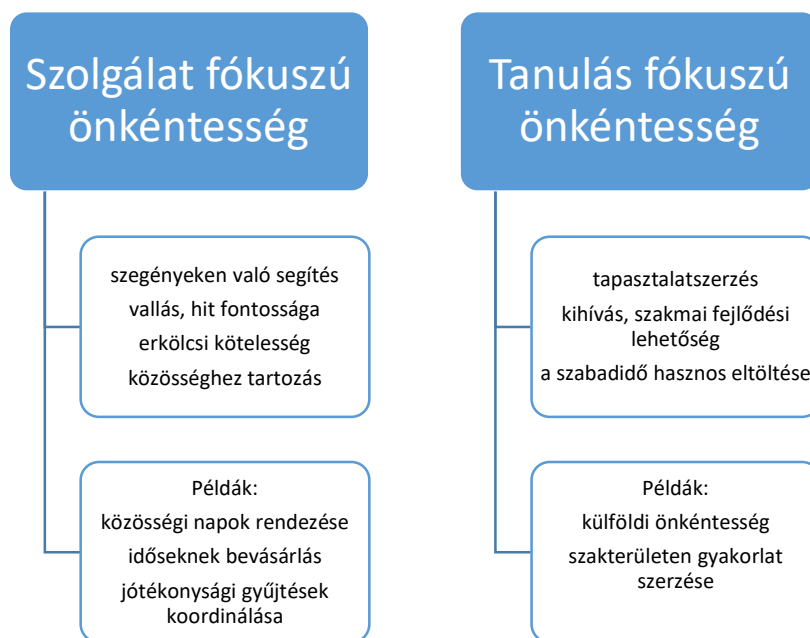 Szolgálat fókuszú
önkéntesség
szegényeken való segítés
vallás, hit fontossága
erkölcsi kötelesség
közösséghez tartozás
Példák:
közösségi napok rendezése
időseknek bevásárlás
jótékonysági gyűjtések
koordinálása
Tanulás fókuszú
önkéntesség
tapasztalatszerzés
kihívás, szakmai fejlődési
lehetőség
a szabadidő hasznos eltöltése
Példák:
külföldi önkéntesség
szakterületen gyakorlat
szerzése